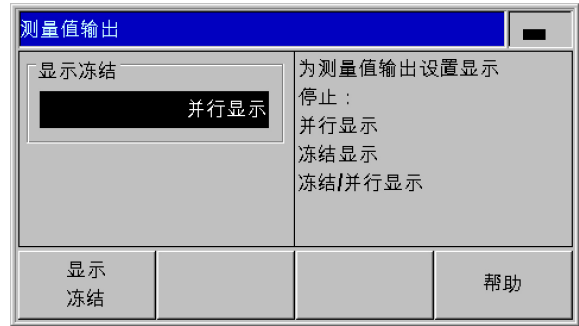 测量值输出
显示冻结
并行显示
为测量值输出设置显示
停止：
并行显示
冻结显示
冻结/并行显示
显示
冻结
帮助